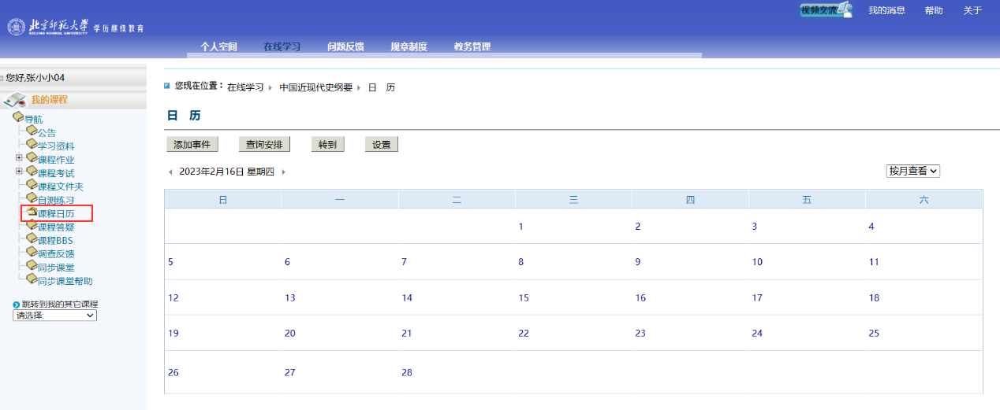 视频交流 我的消息 帮助 关于
北京师范大学 学历继续教育
BEIJING NORMAL UNIVERSITY
个人空间 在线学习 问题反馈 规章制度 教务管理
您好,张小小04
我的课程
导航
公告
学习资料
课程作业
课程考试
课程文件夹
自测练习
课程日历
课程答疑
课程BBS
调查反馈
同步课堂
同步课堂帮助
跳转到我的其它课程
请选择:
您现在位置： 在线学习 中国近现代史纲要 日 历
日 历
添加事件 查询安排 转到 设置
2023年2月16日 星期四 按月查看
日 一 二 三 四 五 六
1 2 3 4
5 6 7 8 9 10 11
12 13 14 15 16 17 18
19 20 21 22 23 24 25
26 27 28